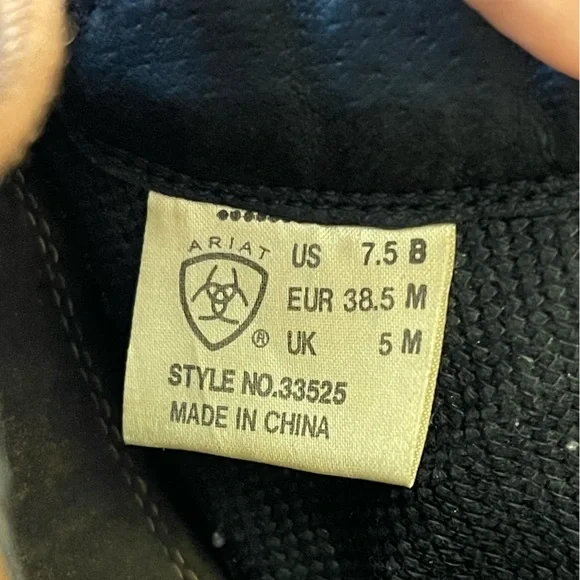 ARIAT
US 7.5 B
EUR 38.5 M
® UK 5 M
STYLE NO.33525
MADE IN CHINA